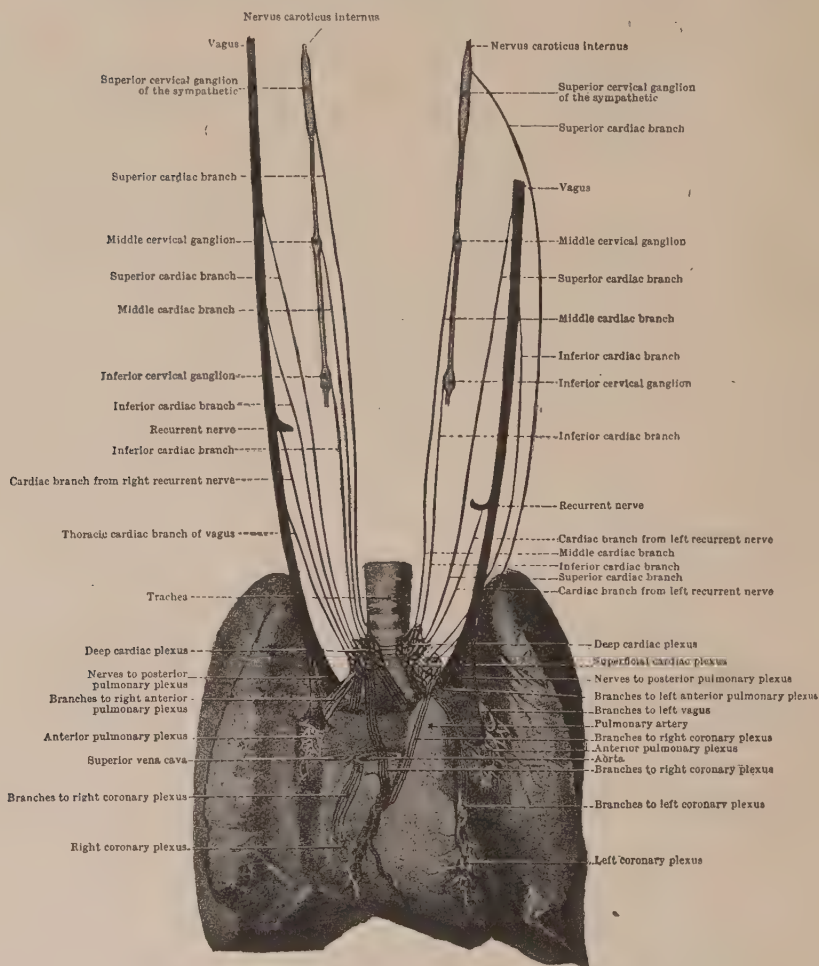 Nervus caroticus internus
Vagus
Superior cervical ganglion
of the sympathetic
Superior cardiac branch
Middle cervical ganglion
Superior cardiac branch
Middle cardiac branch
Inferior cervical ganglion
Inferior cardiac branch
Recurrent nerve
Inferior cardiac branch
Cardiac branch from right recurrent nerve
Thoracic cardiac branch of vagus
Trachea
Deep cardiac plexus
Nerves to posterior
pulmonary plexus
Branches to right anterior
pulmonary plexus
Anterior pulmonary plexus
Superior vena cava
Branches to right coronary plexus
Right coronary plexus
Nervus caroticus internus
Superior cervical ganglion
of the sympathetic
Superior cardiac branch
Vagus
Middle cervical ganglion
Superior cardiac branch
Middle cardiac branch
Inferior cardiac branch
Inferior cervical ganglion
Inferior cardiac branch
Recurrent nerve
Cardiac branch from left recurrent nerve
Middle cardiac branch
Inferior cardiac branch
Superior cardiac branch
Cardiac branch from left recurrent nerve
Deep cardiac plexus
Superficial cardiac plexus
Nerves to posterior pulmonary plexus
Branches to left anterior pulmonary plexus
Branches to left vagus
Pulmonary artery
Branches to right coronary plexus
Anterior pulmonary plexus
Aorta
Branches to right coronary plexus
Branches to left coronary plexus
Left coronary plexus